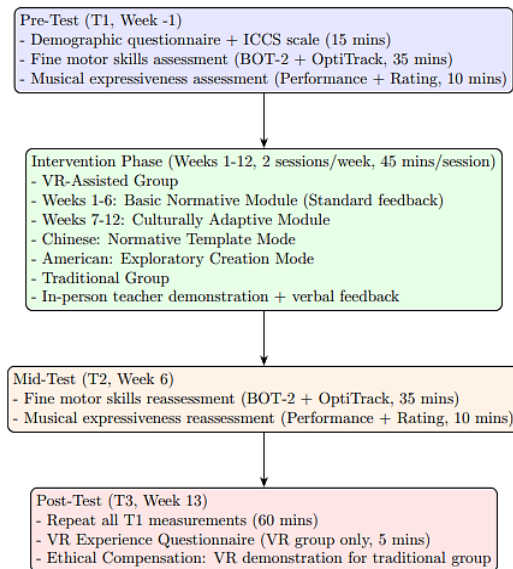 Pre-Test (T1, Week -1)
- Demographic questionnaire + ICCS scale (15 mins)
- Fine motor skills assessment (BOT-2 + OptiTrack, 35 mins)
- Musical expressiveness assessment (Performance + Rating, 10 mins)
Intervention Phase (Weeks 1-12, 2 sessions/week, 45 mins/session)
- VR-Assisted Group
- Weeks 1-6: Basic Normative Module (Standard feedback)
- Weeks 7-12: Culturally Adaptive Module
- Chinese: Normative Template Mode
- American: Exploratory Creation Mode
- Traditional Group
- In-person teacher demonstration + verbal feedback
Mid-Test (T2, Week 6)
- Fine motor skills reassessment (BOT-2 + OptiTrack, 35 mins)
- Musical expressiveness reassessment (Performance + Rating, 10 mins)
Post-Test (T3, Week 13)
- Repeat all T1 measurements (60 mins)
- VR Experience Questionnaire (VR group only, 5 mins)
- Ethical Compensation: VR demonstration for traditional group